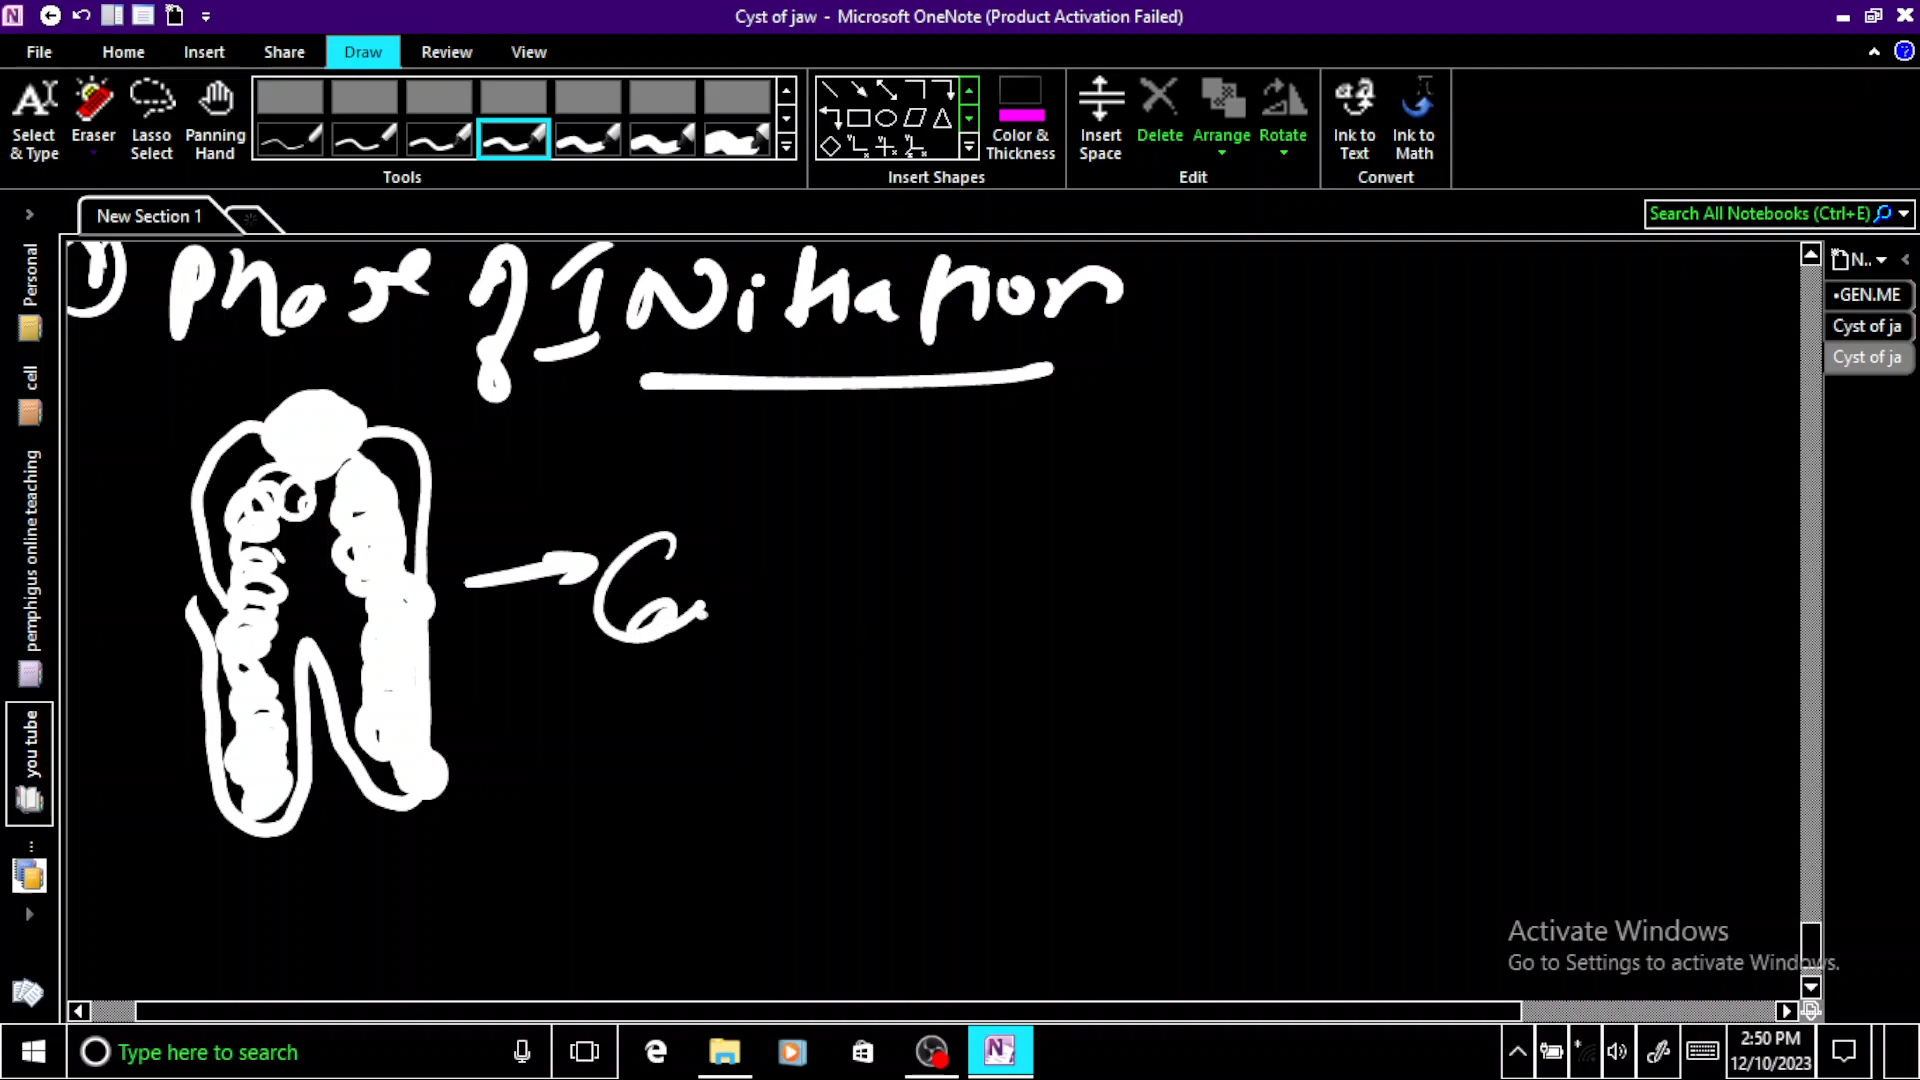 Cyst of jaw - Microsoft OneNote (Product Activation Failed)
File Home Insert Share Draw Review View
Select & Type
Eraser
Lasso Select
Panning Hand
Color & Thickness
Insert Space
Delete
Arrange
Rotate
Ink to Text
Ink to Math
Tools
Insert Shapes
Edit
Convert
New Section 1
Search All Notebooks (Ctrl+E)
Personal
cell
pemphigus online teaching
you tube
N..
•GEN.ME
Cyst of ja
Cyst of ja
1) Phase of INitiation
Ca
Activate Windows
Go to Settings to activate Windows.
Type here to search
2:50 PM
12/10/2023